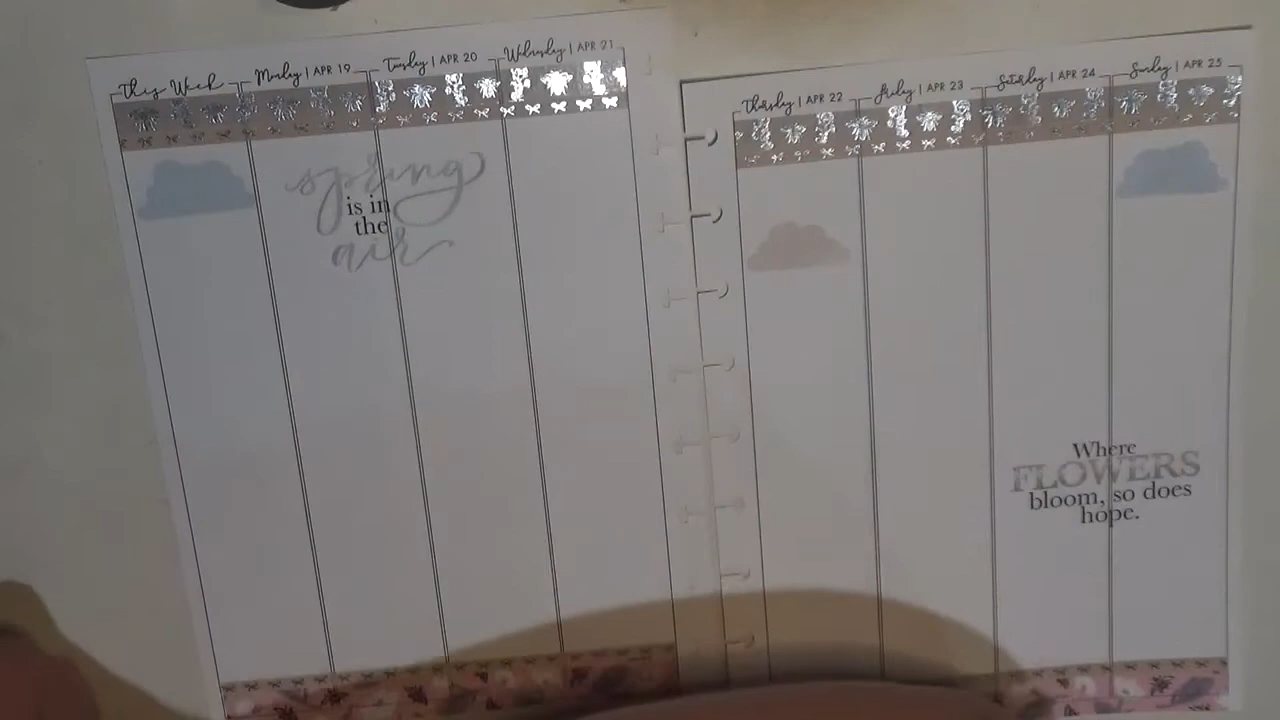 This Week
Monday | APR 19
Tuesday | APR 20
Wednesday | APR 21
spring
is in
the
air
Thursday | APR 22
Friday | APR 23
Saturday | APR 24
Sunday | APR 25
Where
FLOWERS
bloom, so does
hope.